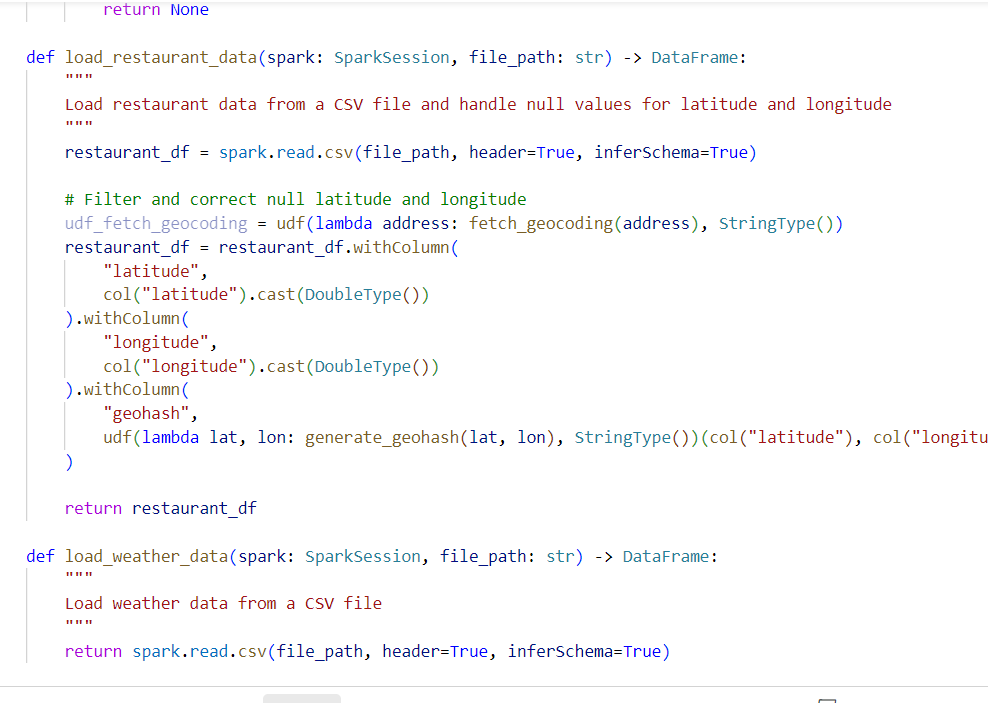 return None
def load_restaurant_data(spark: SparkSession, file_path: str) -> DataFrame:
"""
Load restaurant data from a CSV file and handle null values for latitude and longitude
"""
restaurant_df = spark.read.csv(file_path, header=True, inferSchema=True)
# Filter and correct null latitude and longitude
udf_fetch_geocoding = udf(lambda address: fetch_geocoding(address), StringType())
restaurant_df = restaurant_df.withColumn(
"latitude",
col("latitude").cast(DoubleType())
).withColumn(
"longitude",
col("longitude").cast(DoubleType())
).withColumn(
"geohash",
udf(lambda lat, lon: generate_geohash(lat, lon), StringType())(col("latitude"), col("longitu
)
return restaurant_df
def load_weather_data(spark: SparkSession, file_path: str) -> DataFrame:
"""
Load weather data from a CSV file
"""
return spark.read.csv(file_path, header=True, inferSchema=True)